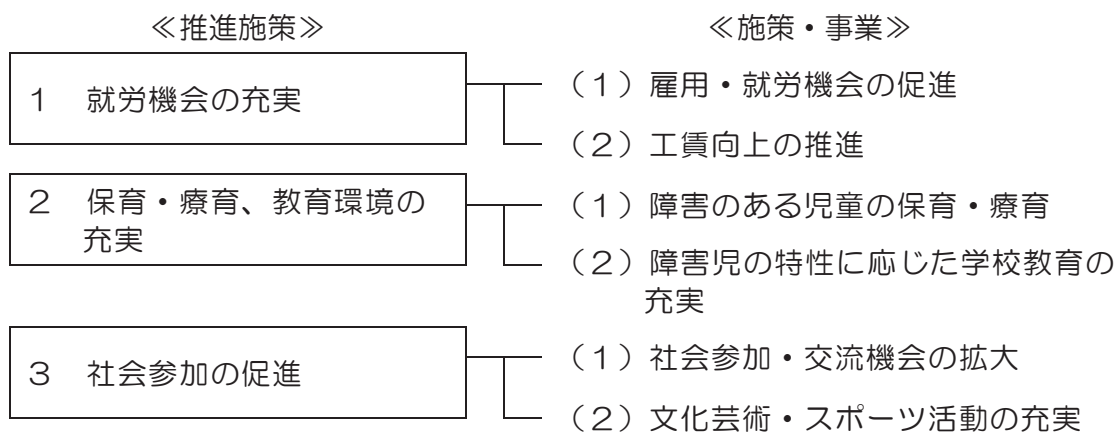 ≪推進施策≫ ≪施策・事業≫
1 就労機会の充実
(1)雇用・就労機会の促進
(2)工賃向上の推進
2 保育・療育、教育環境の
充実
(1)障害のある児童の保育・療育
(2)障害児の特性に応じた学校教育の
充実
3 社会参加の促進
(1)社会参加・交流機会の拡大
(2)文化芸術・スポーツ活動の充実